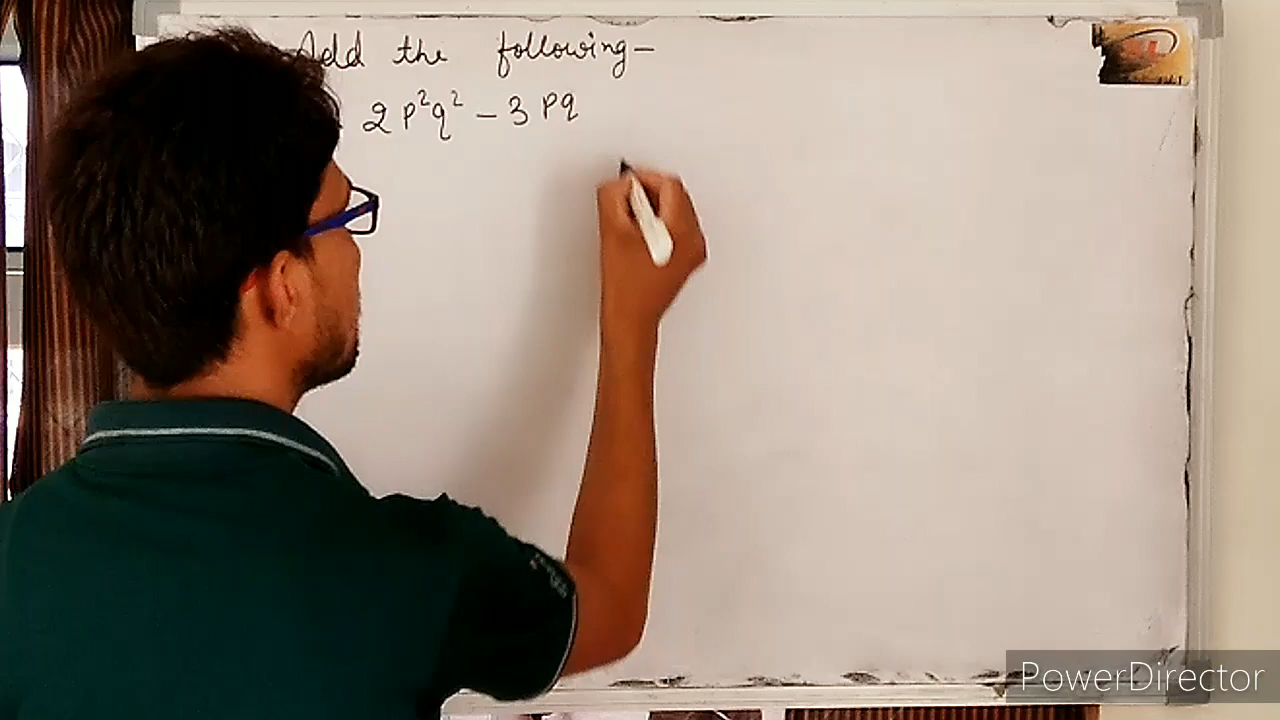 Add the following-
2p²q² - 3pq
PowerDirector